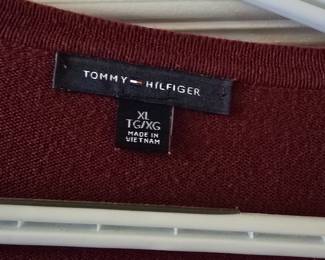 TOMMY HILFIGER
XL
TG/XG
MADE IN
VIETNAM